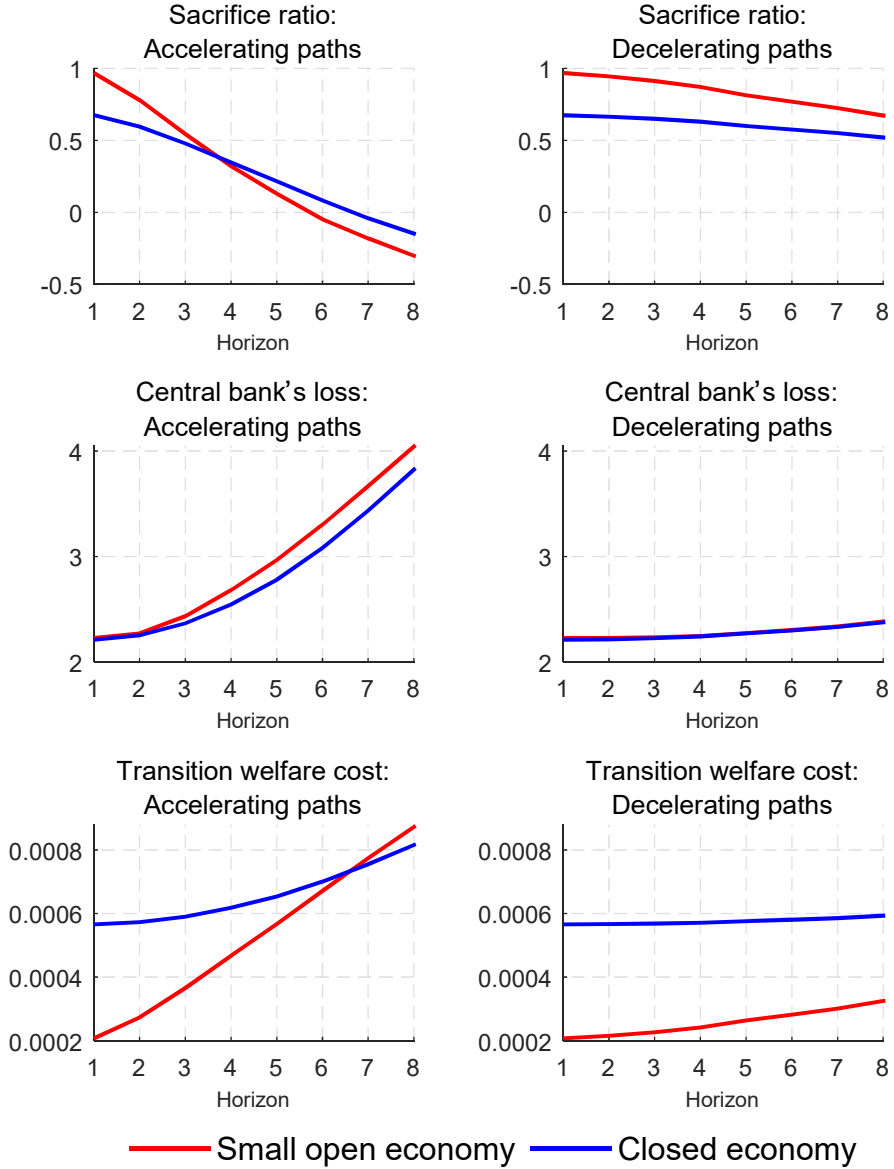 Sacrifice ratio:
Accelerating paths
1
0.5
0
-0.5
1 2 3 4 5 6 7 8
Horizon
Sacrifice ratio:
Decelerating paths
1
0.5
0
-0.5
1 2 3 4 5 6 7 8
Horizon
Central bank's loss:
Accelerating paths
4
3
2
1 2 3 4 5 6 7 8
Horizon
Central bank's loss:
Decelerating paths
4
3
2
1 2 3 4 5 6 7 8
Horizon
Transition welfare cost:
Accelerating paths
0.0008
0.0006
0.0004
0.0002
1 2 3 4 5 6 7 8
Horizon
Transition welfare cost:
Decelerating paths
0.0008
0.0006
0.0004
0.0002
1 2 3 4 5 6 7 8
Horizon
Small open economy Closed economy